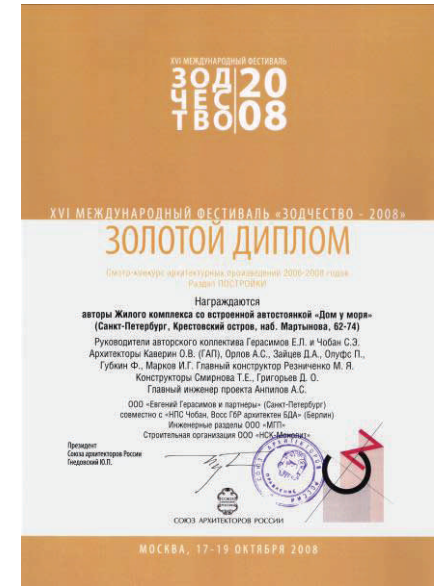 XVI МЕЖДУНАРОДНЫЙ ФЕСТИВАЛЬ
ЗОД 20
ЧЕС 08
ТВО
XVI МЕЖДУНАРОДНЫЙ ФЕСТИВАЛЬ «ЗОДЧЕСТВО - 2008»
ЗОЛОТОЙ ДИПЛОМ
Смотр-конкурс архитектурных произведений 2006-2008 годов
Раздел ПОСТРОЙКИ
Награждаются
авторы Жилого комплекса со встроенной автостоянкой «Дом у моря»
(Санкт-Петербург, Крестовский остров, наб. Мартынова, 62-74)
Руководители авторского коллектива Герасимов Е.Л. и Чобан С.Э.
Архитекторы Каверин О.В. (ГАП), Орлов А.С., Зайцев Д.А., Олуфс П.,
Губкин Ф., Марков И.Г. Главный конструктор Резниченко М. Я.
Конструкторы Смирнова Т.Е., Григорьев Д. О.
Главный инженер проекта Анпилов А.С.
ООО «Евгений Герасимов и партнеры» (Санкт-Петербург)
совместно с «НПС Чобан, Восс ГбР архитектен БДА» (Берлин)
Инженерные разделы ООО «МГП»
Строительная организация ООО «НСК-Монолит»
Президент
Союза архитекторов России
Гнедовский Ю.П.
СОЮЗ АРХИТЕКТОРОВ РОССИИ
МОСКВА, 17-19 ОКТЯБРЯ 2008